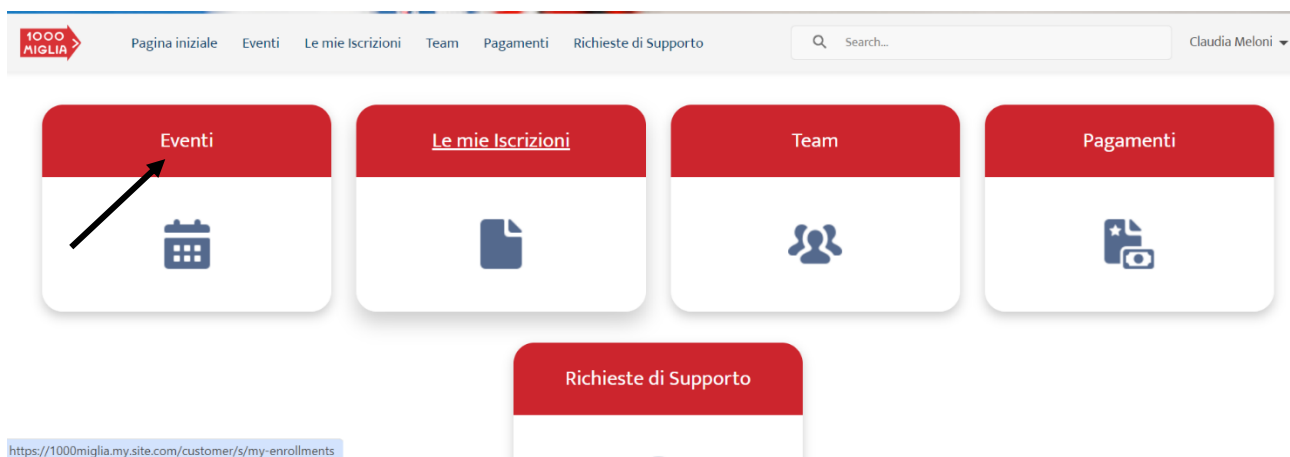 1000
MIGLIA
Pagina iniziale Eventi Le mie Iscrizioni Team Pagamenti Richieste di Supporto Search... Claudia Meloni
Eventi Le mie Iscrizioni Team Pagamenti
Richieste di Supporto
https://1000miglia.my.site.com/customer/s/my-enrollments